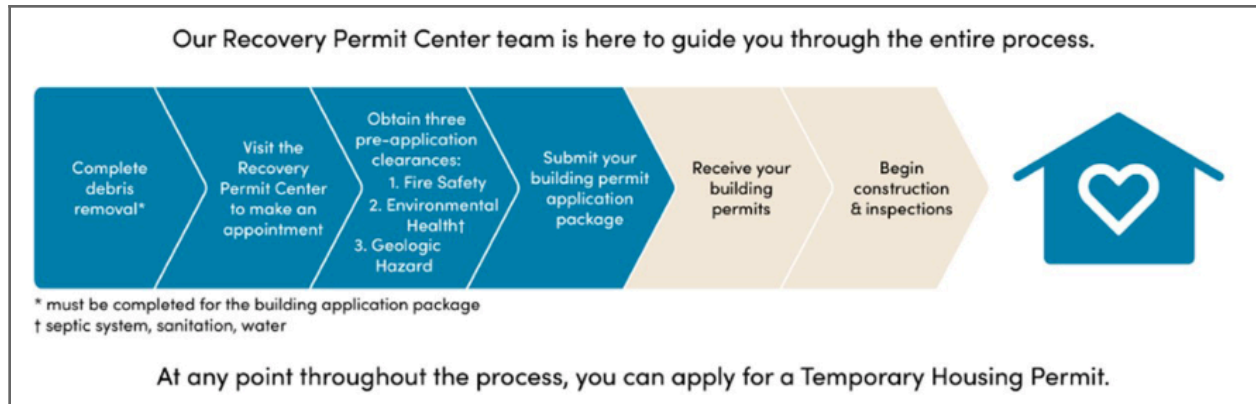 Our Recovery Permit Center team is here to guide you through the entire process.
Complete
debris
removal*
Visit the
Recovery
Permit Center
to make an
appointment
Obtain three
pre-application
clearances:
1. Fire Safety
2. Environmental
Health†
3. Geologic
Hazard
Submit your
building permit
application
package
Receive your
building
permits
Begin
construction
& inspections
* must be completed for the building application package
† septic system, sanitation, water
At any point throughout the process, you can apply for a Temporary Housing Permit.